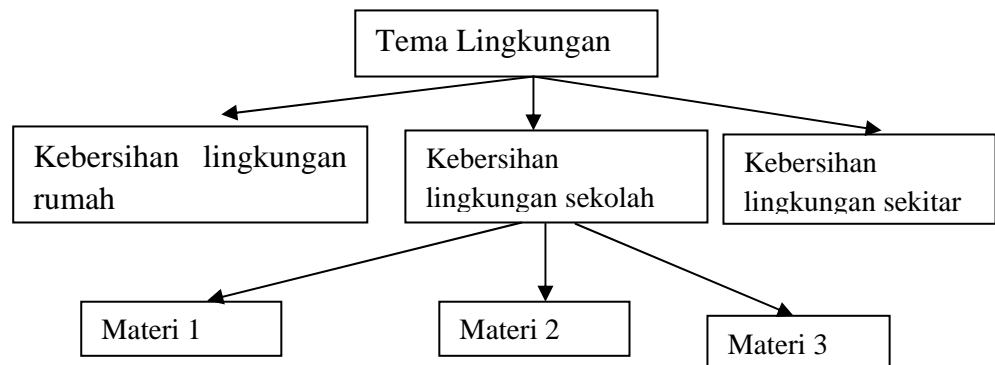 Tema Lingkungan
Kebersihan lingkungan
rumah
Kebersihan
lingkungan sekolah
Kebersihan
lingkungan sekitar
Materi 1
Materi 2
Materi 3